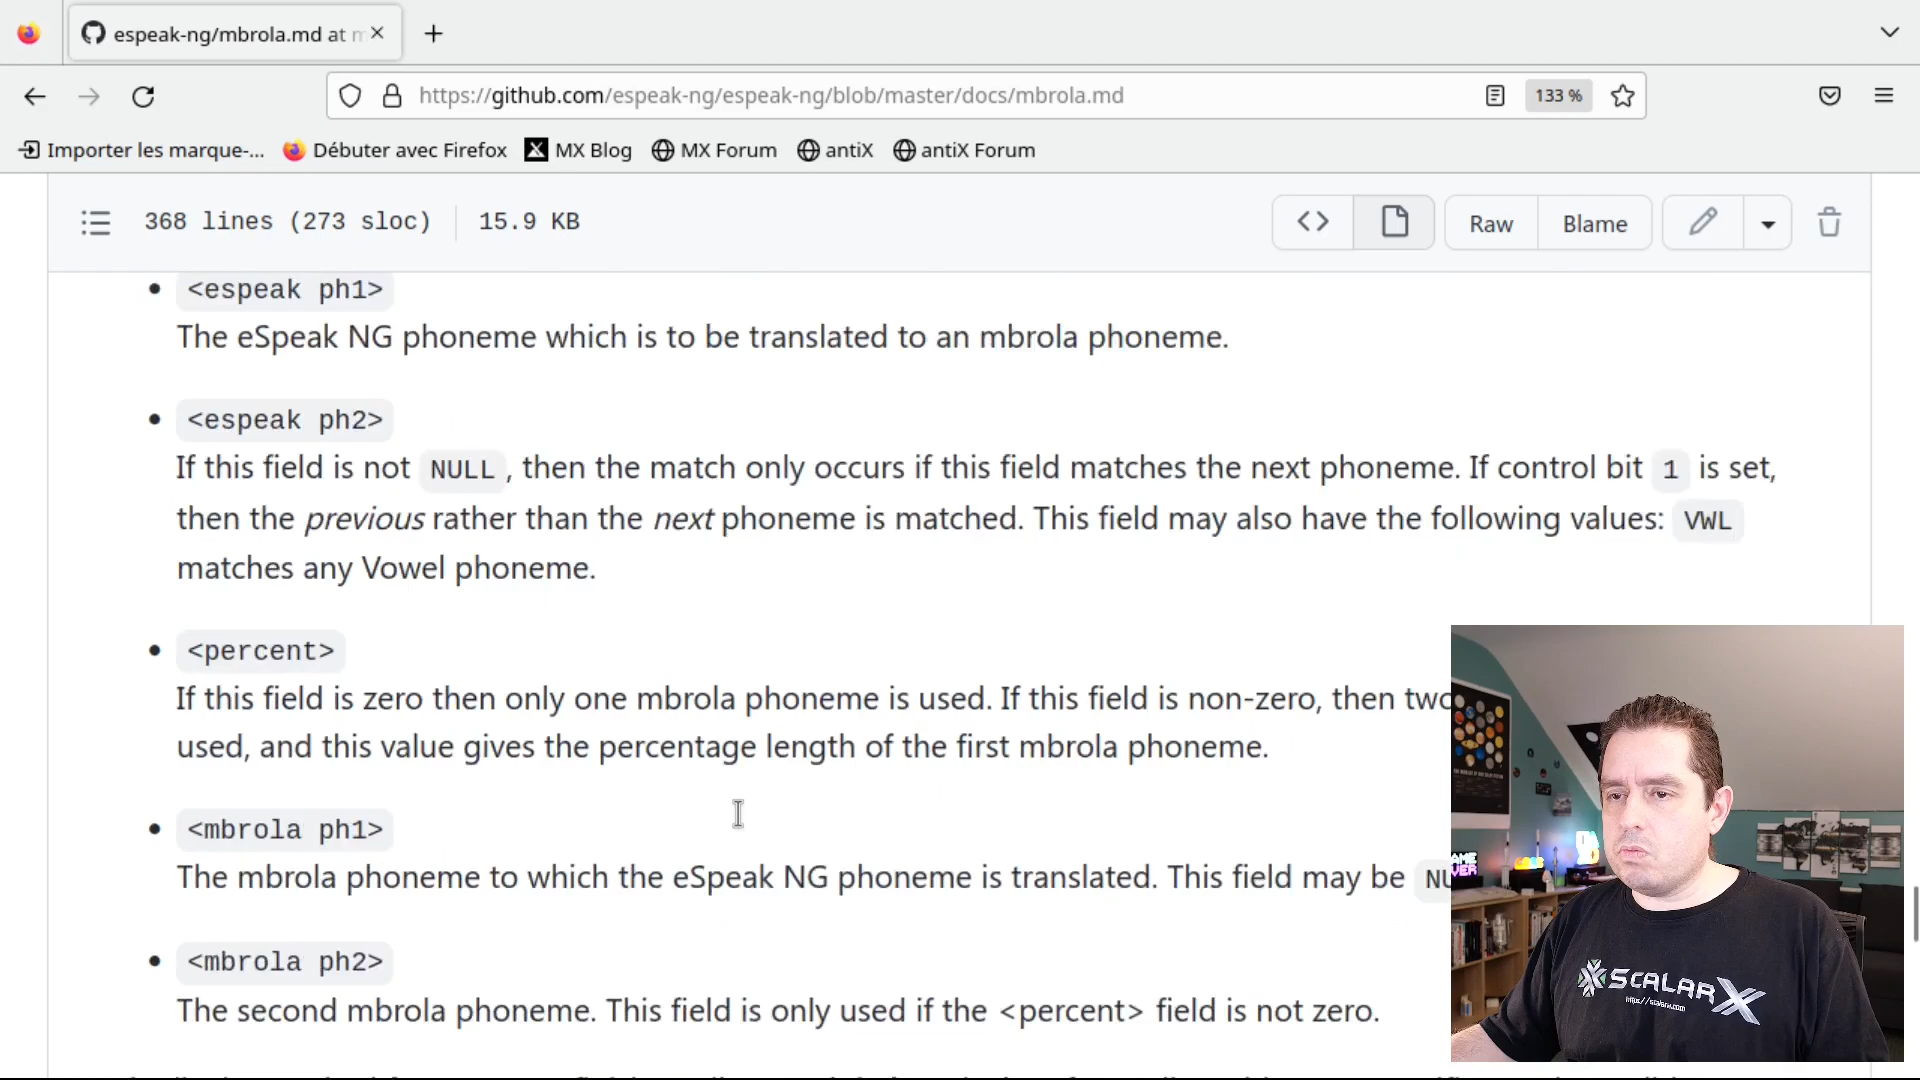 espeak-ng/mbrola.md at m
https://github.com/espeak-ng/espeak-ng/blob/master/docs/mbrola.md
133 %
Importer les marque-... Débuter avec Firefox MX Blog MX Forum antiX antiX Forum
368 lines (273 sloc) 15.9 KB
Raw Blame
<espeak ph1>
The eSpeak NG phoneme which is to be translated to an mbrola phoneme.
<espeak ph2>
If this field is not NULL , then the match only occurs if this field matches the next phoneme. If control bit 1 is set,
then the previous rather than the next phoneme is matched. This field may also have the following values: VWL
matches any Vowel phoneme.
<percent>
If this field is zero then only one mbrola phoneme is used. If this field is non-zero, then two
used, and this value gives the percentage length of the first mbrola phoneme.
<mbrola ph1>
The mbrola phoneme to which the eSpeak NG phoneme is translated. This field may be NU
<mbrola ph2>
The second mbrola phoneme. This field is only used if the <percent> field is not zero.
SCALARX
https://scalarx.com